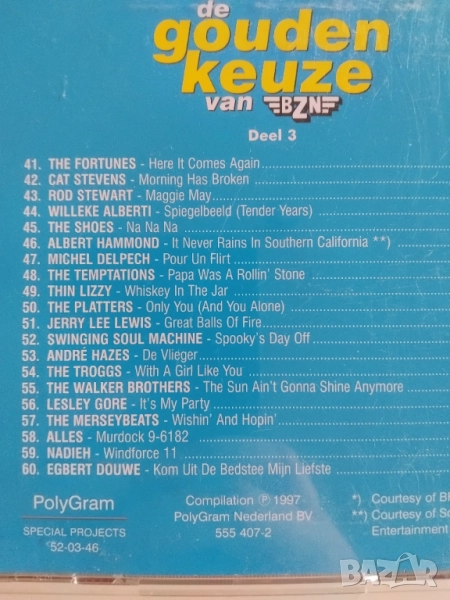 de
gouden
keuze
van BZN
Deel 3
41. THE FORTUNES - Here It Comes Again
42. CAT STEVENS - Morning Has Broken
43. ROD STEWART - Maggie May
44. WILLEKE ALBERTI - Spiegelbeeld (Tender Years)
45. THE SHOES - Na Na Na
46. ALBERT HAMMOND - It Never Rains In Southern California **)
47. MICHEL DELPECH - Pour Un Flirt
48. THE TEMPTATIONS - Papa Was A Rollin' Stone
49. THIN LIZZY - Whiskey In The Jar
50. THE PLATTERS - Only You (And You Alone)
51. JERRY LEE LEWIS - Great Balls Of Fire
52. SWINGING SOUL MACHINE - Spooky's Day Off
53. ANDRÉ HAZES - De Vlieger
54. THE TROGGS - With A Girl Like You
55. THE WALKER BROTHERS - The Sun Ain't Gonna Shine Anymore
56. LESLEY GORE - It's My Party
57. THE MERSEYBEATS - Wishin' And Hopin'
58. ALLES - Murdock 9-6182
59. NADIEH - Windforce 11
60. EGBERT DOUWE - Kom Uit De Bedstee Mijn Liefste
PolyGram
SPECIAL PROJECTS
52-03-46
Compilation ℗ 1997
PolyGram Nederland BV
555 407-2
*) Courtesy of
**) Courtesy of
Entertainment
BAZAR